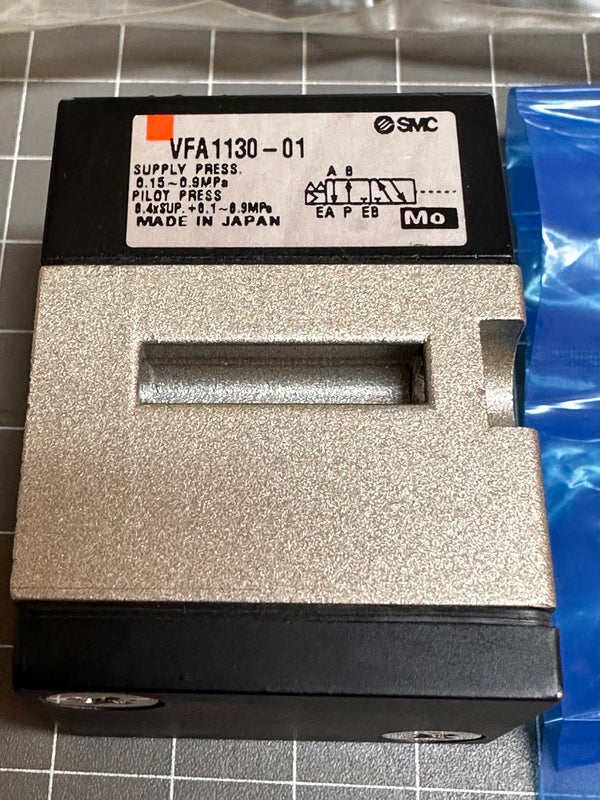 SMC
VFA1130-01
SUPPLY PRESS.
0.15~0.9MPa
PILOT PRESS
0.4xSUP.+0.1~0.9MPa
MADE IN JAPAN
A B
EA P EB
Mo